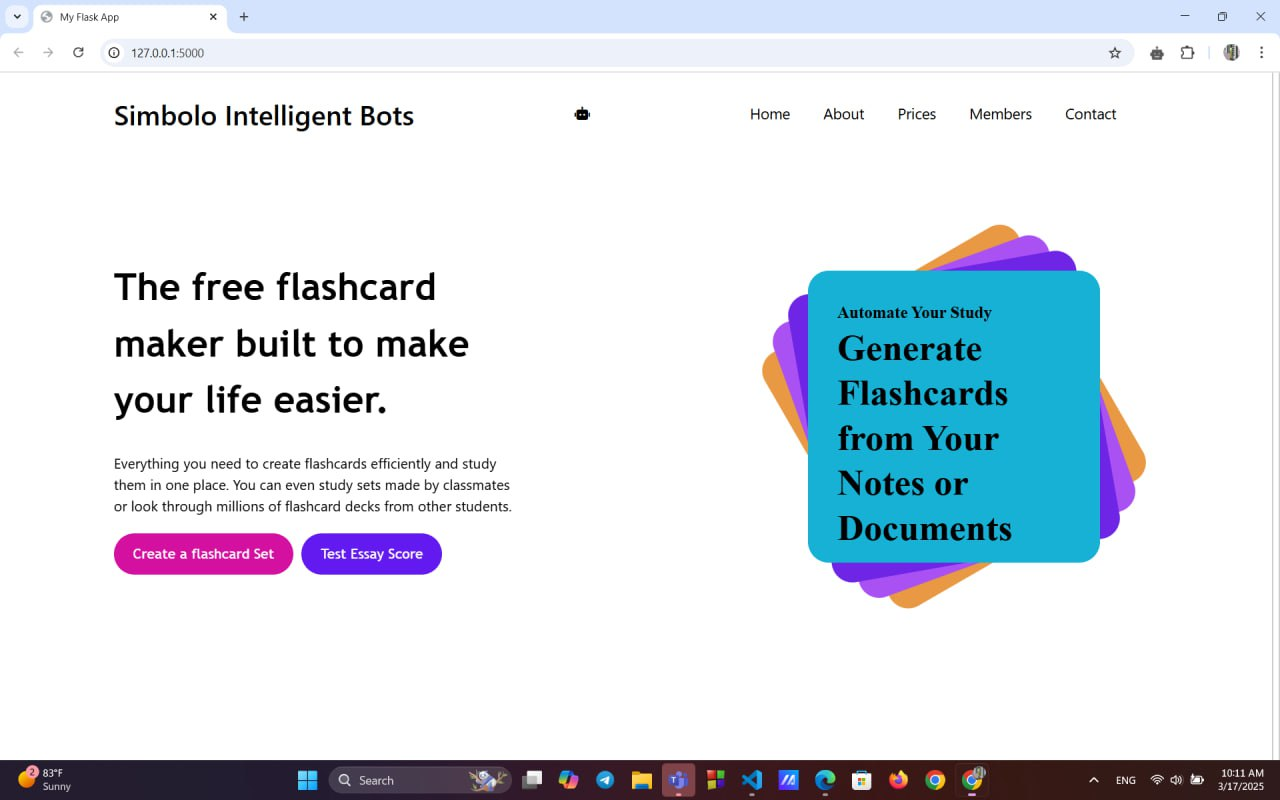 My Flask App
127.0.0.1:5000
Simbolo Intelligent Bots
Home About Prices Members Contact
The free flashcard
maker built to make
your life easier.
Everything you need to create flashcards efficiently and study
them in one place. You can even study sets made by classmates
or look through millions of flashcard decks from other students.
Create a flashcard Set Test Essay Score
Automate Your Study
Generate
Flashcards
from Your
Notes or
Documents
2
83°F
Sunny
Search
ENG
10:11 AM
3/17/2025